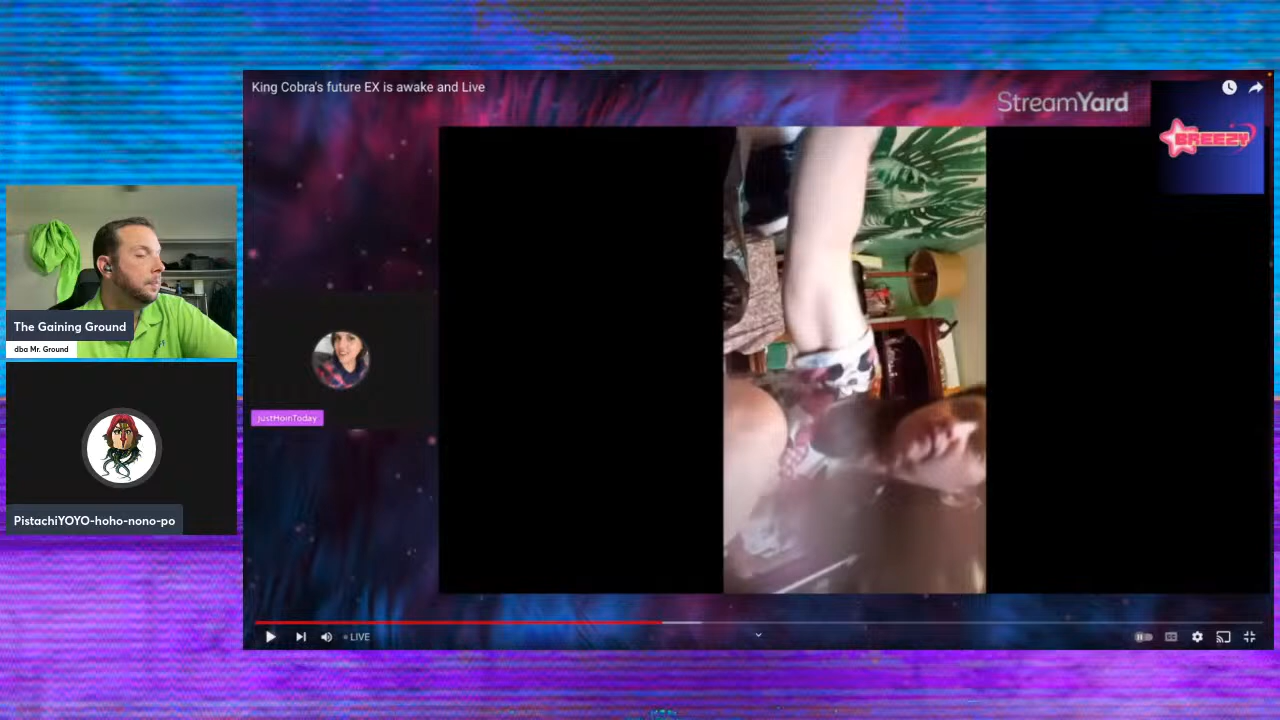 King Cobra's future EX is awake and Live
StreamYard
BREEZY
The Gaining Ground
dba Mr. Ground
justHoinToday
PistachiYOYO-hoho-nono-po
LIVE